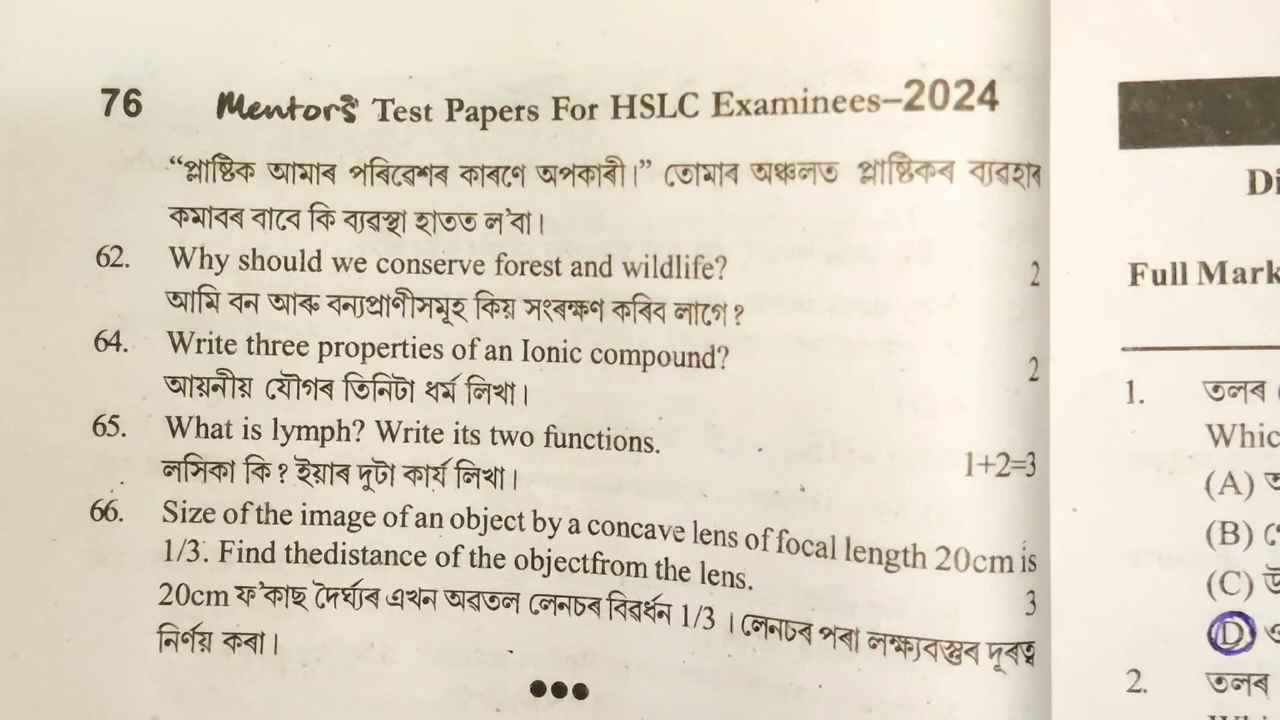 76 Mentor's Test Papers For HSLC Examinees–2024
“প্লাষ্টিক আমাৰ পৰিৱেশৰ কাৰণে অপকাৰী।” তোমাৰ অঞ্চলত প্লাষ্টিকৰ ব্যৱহাৰ
কমাবৰ বাবে কি ব্যৱস্থা হাতত ল'বা।
62. Why should we conserve forest and wildlife? 2
আমি বন আৰু বন্যপ্ৰাণীসমূহ কিয় সংৰক্ষণ কৰিব লাগে?
64. Write three properties of an Ionic compound? 2
আয়নীয় যৌগৰ তিনিটা ধৰ্ম লিখা।
65. What is lymph? Write its two functions.
লসিকা কি? ইয়াৰ দুটা কাৰ্য লিখা। 1+2=3
66. Size of the image of an object by a concave lens of focal length 20cm is
1/3. Find thedistance of the objectfrom the lens. 3
20cm ফ'কাছ দৈৰ্ঘ্যৰ এখন অৱতল লেনচৰ বিৱৰ্ধন 1/3 । লেনচৰ পৰা লক্ষ্যবস্তুৰ দূৰত্ব
নিৰ্ণয় কৰা।
Di
Full Mark
1. তলৰ
Whic
(A)
(B)
(C)
(D)
2. তলৰ